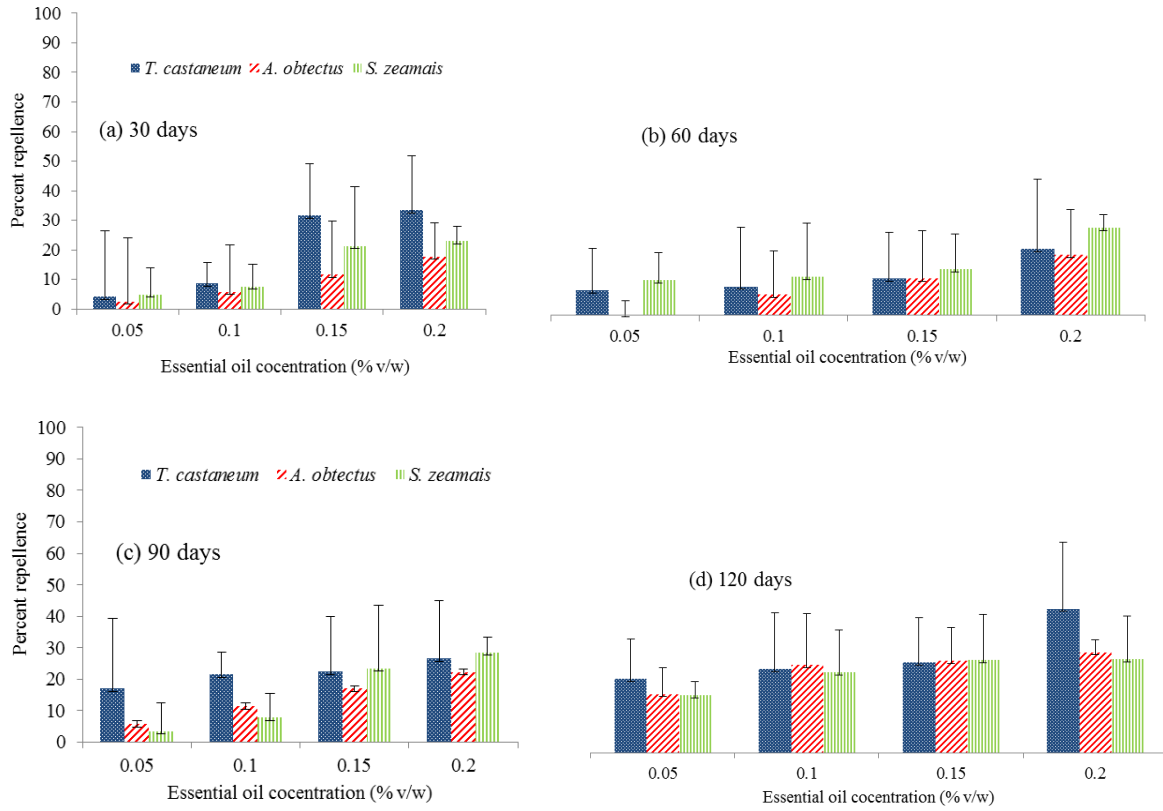 100
90
80
70
60
50
40
30
20
10
0
Percent repellence
T. castaneum A. obtectus S. zeamais
(a) 30 days
0.05 0.1 0.15 0.2
Essential oil cocentration (% v/w)
(b) 60 days
0.05 0.1 0.15 0.2
Essential oil cocentration (% v/w)
100
90
80
70
60
50
40
30
20
10
0
Percent repellence
T. castaneum A. obtectus S. zeamais
(c) 90 days
0.05 0.1 0.15 0.2
Essential oil cocentration (% v/w)
(d) 120 days
0.05 0.1 0.15 0.2
Essential oil cocentration (% v/w)